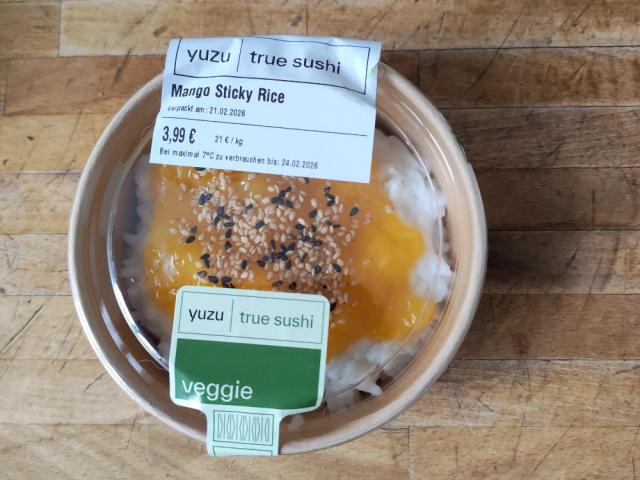 yuzu true sushi
Mango Sticky Rice
Verpackt am: 21.02.2026
3,99 € 21 € / kg
Bei maximal 7°C zu verbrauchen bis: 24.02.2026
yuzu true sushi
veggie